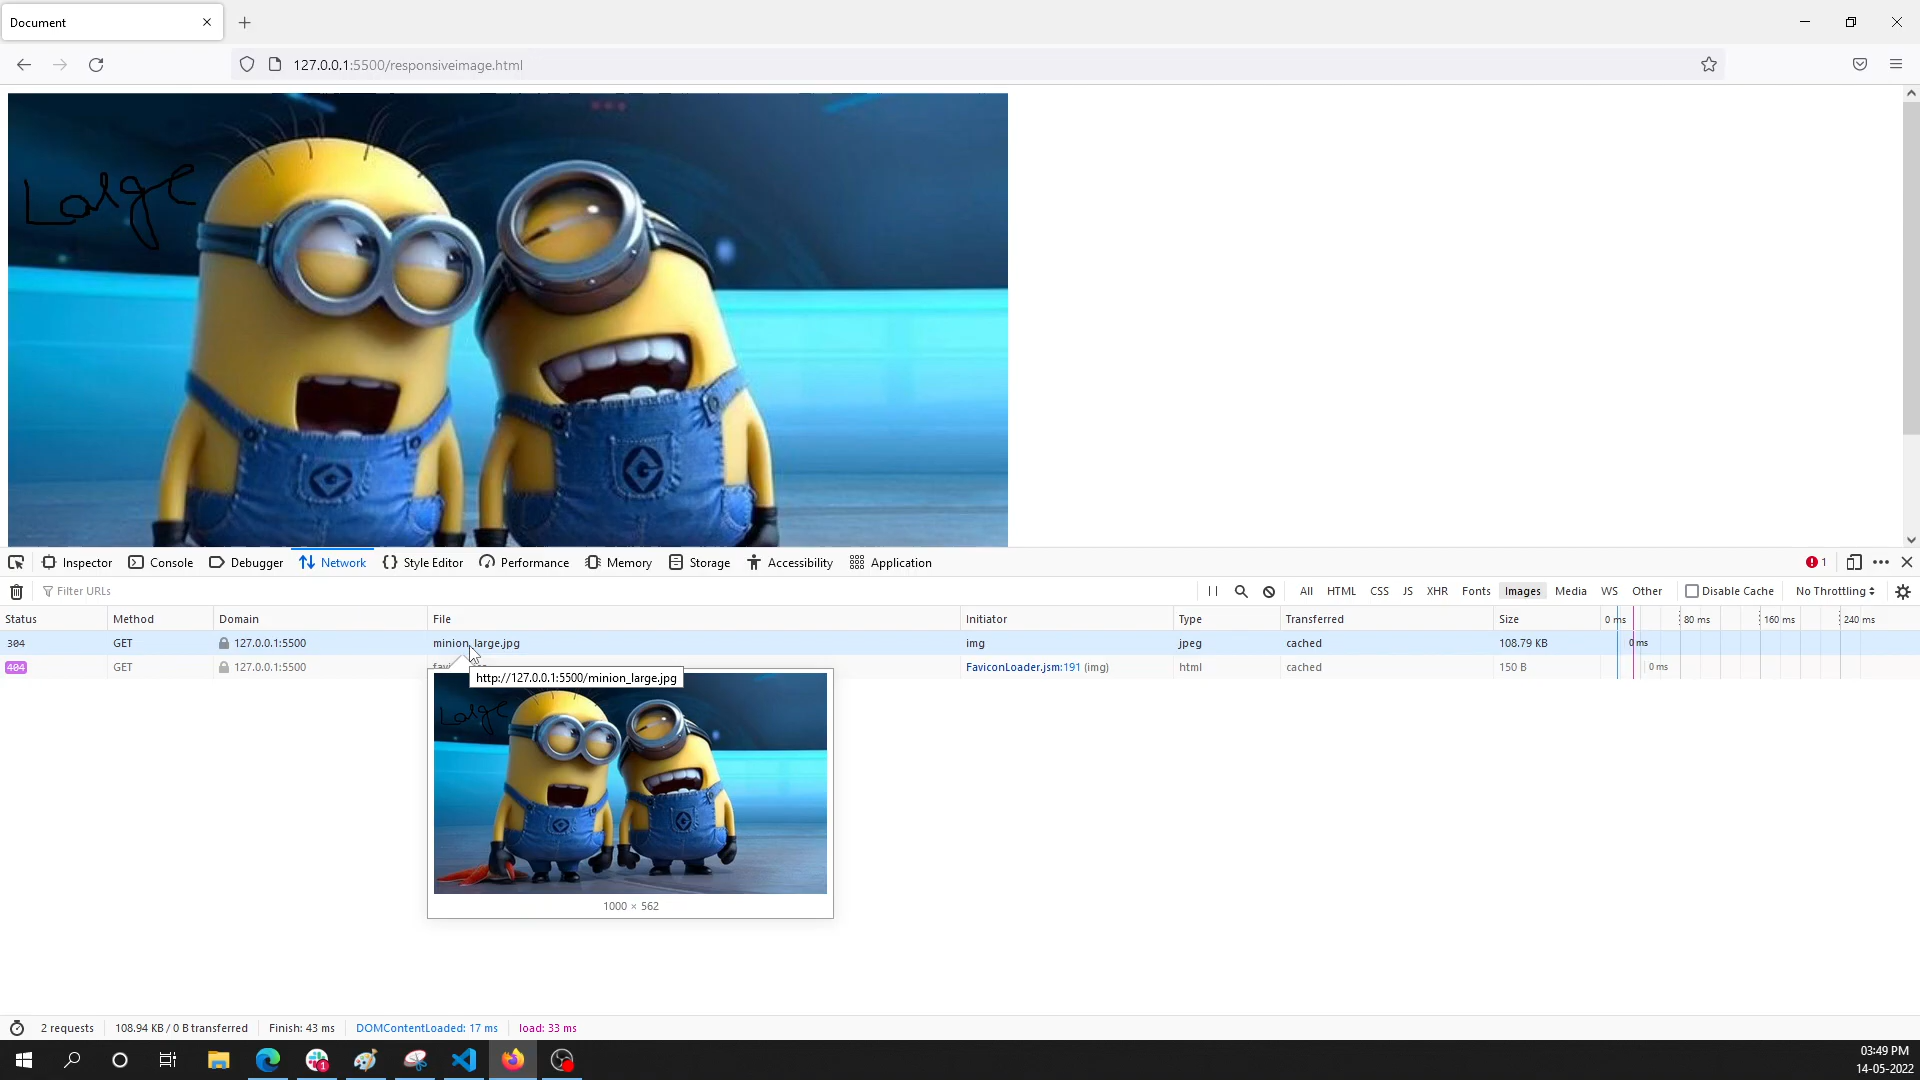 Document
127.0.0.1:5500/responsiveimage.html
Large
Inspector Console Debugger Network Style Editor Performance Memory Storage Accessibility Application 1
Filter URLs All HTML CSS JS XHR Fonts Images Media WS Other Disable Cache No Throttling
Status Method Domain File Initiator Type Transferred Size 0 ms 80 ms 160 ms 240 ms
304 GET 127.0.0.1:5500 minion_large.jpg img jpeg cached 108.79 KB 0 ms
404 GET 127.0.0.1:5500 FaviconLoader.jsm:191 (img) html cached 150 B 0 ms
http://127.0.0.1:5500/minion_large.jpg
Large
1000 × 562
2 requests 108.94 KB / 0 B transferred Finish: 43 ms DOMContentLoaded: 17 ms load: 33 ms
1
03:49 PM
14-05-2022